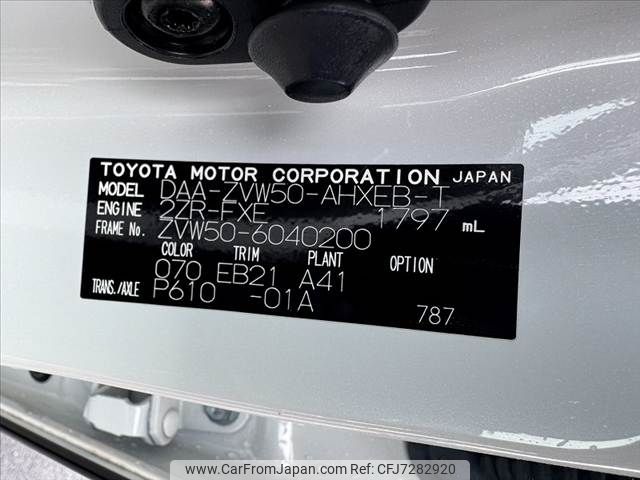 TOYOTA MOTOR CORPORATION JAPAN
MODEL DAA-ZVW50-AHXEB-T
ENGINE 2ZR-FXE 1797 mL
FRAME No. ZVW50-6040200
COLOR TRIM PLANT OPTION
070 EB21 A41
TRANS./AXLE P610 -01A
787
www.CarFromJapan.com | Ref ID:CFJ7282920